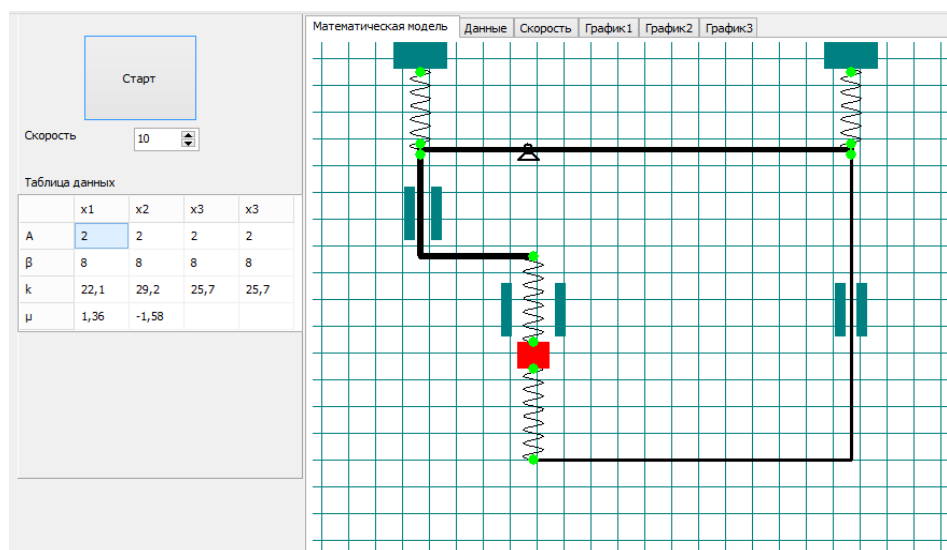 Математическая модель Данные Скорость График1 График2 График3
Старт
Скорость 10
Таблица данных
x1 x2 x3 x3
A 2 2 2 2
β 8 8 8 8
k 22,1 29,2 25,7 25,7
μ 1,36 -1,58